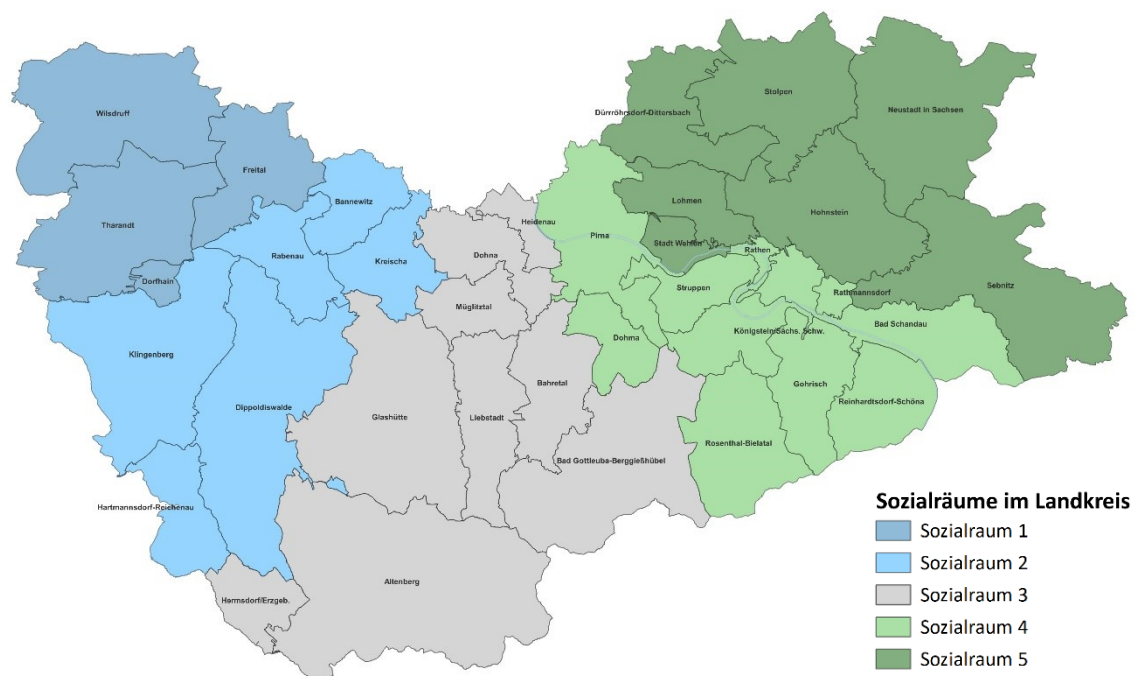 Wilsdruff
Stolpen
Neustadt in Sachsen
Dürrröhrsdorf-Dittersbach
Freital
Bannewitz
Lohmen
Tharandt
Heidenau
Hohnstein
Pirna
Stadt Wehlen
Rathen
Rabenau
Kreischa
Dohna
Dorfhain
Struppen
Rathmannsdorf
Sebnitz
Müglitztal
Bad Schandau
Königstein/Sächs. Schw.
Dohma
Klingenberg
Gohrisch
Bahretal
Dippoldiswalde
Glashütte
Liebstadt
Reinhardtsdorf-Schöna
Rosenthal-Bielatal
Bad Gottleuba-Berggießhübel
Hartmannsdorf-Reichenau
Altenberg
Hermsdorf/Erzgeb.
Sozialräume im Landkreis
Sozialraum 1
Sozialraum 2
Sozialraum 3
Sozialraum 4
Sozialraum 5